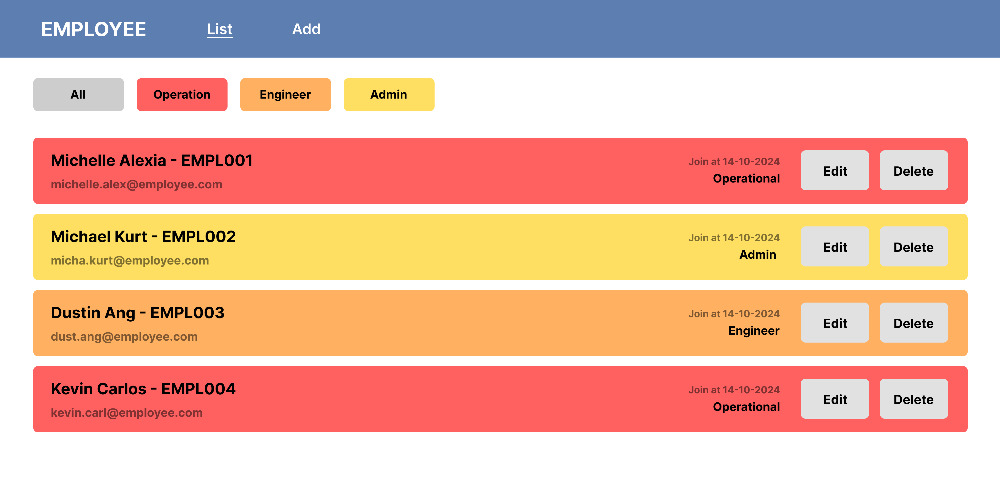 EMPLOYEE List Add
All Operation Engineer Admin
Michelle Alexia - EMPL001
michelle.alex@employee.com
Join at 14-10-2024
Operational
Edit Delete
Michael Kurt - EMPL002
micha.kurt@employee.com
Join at 14-10-2024
Admin
Edit Delete
Dustin Ang - EMPL003
dust.ang@employee.com
Join at 14-10-2024
Engineer
Edit Delete
Kevin Carlos - EMPL004
kevin.carl@employee.com
Join at 14-10-2024
Operational
Edit Delete